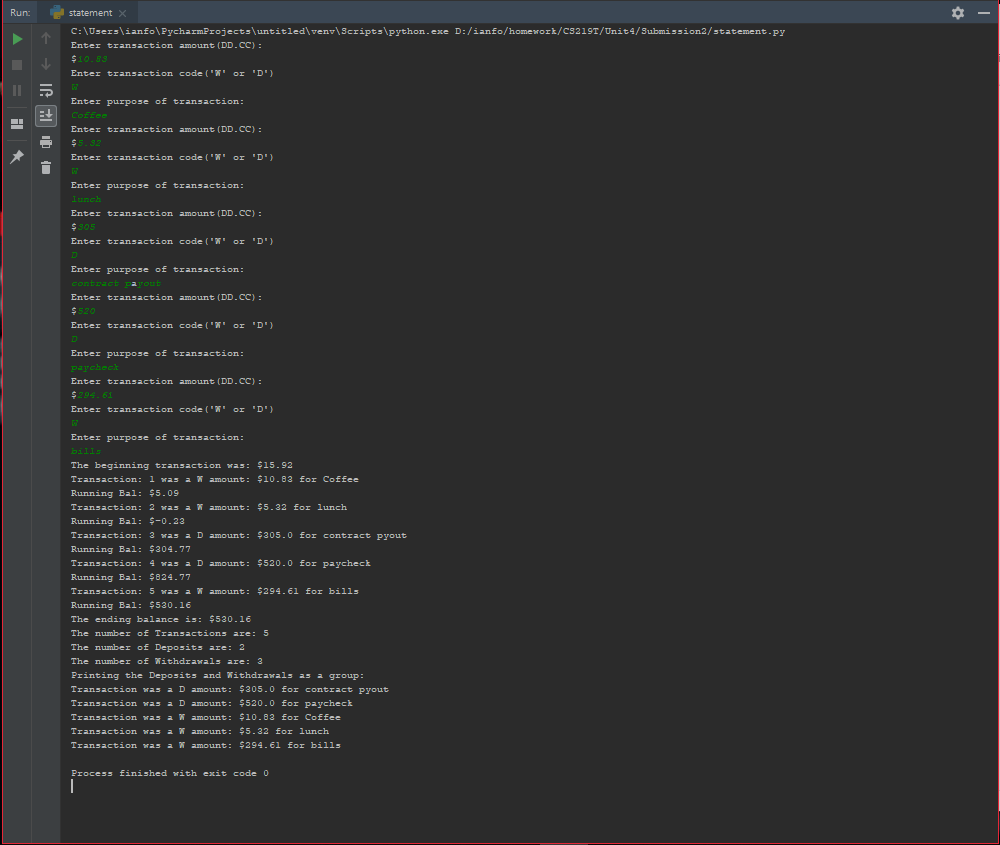 Run: statement
C:\Users\ianfo\PycharmProjects\untitled\venv\Scripts\python.exe D:/ianfo/homework/CS219T/Unit4/Submission2/statement.py
Enter transaction amount(DD.CC):
$10.83
Enter transaction code('W' or 'D')
W
Enter purpose of transaction:
Coffee
Enter transaction amount(DD.CC):
$5.32
Enter transaction code('W' or 'D')
W
Enter purpose of transaction:
lunch
Enter transaction amount(DD.CC):
$305
Enter transaction code('W' or 'D')
D
Enter purpose of transaction:
contract payout
Enter transaction amount(DD.CC):
$520
Enter transaction code('W' or 'D')
D
Enter purpose of transaction:
paycheck
Enter transaction amount(DD.CC):
$294.61
Enter transaction code('W' or 'D')
W
Enter purpose of transaction:
bills
The beginning transaction was: $15.92
Transaction: 1 was a W amount: $10.83 for Coffee
Running Bal: $5.09
Transaction: 2 was a W amount: $5.32 for lunch
Running Bal: $-0.23
Transaction: 3 was a D amount: $305.0 for contract pyout
Running Bal: $304.77
Transaction: 4 was a D amount: $520.0 for paycheck
Running Bal: $824.77
Transaction: 5 was a W amount: $294.61 for bills
Running Bal: $530.16
The ending balance is: $530.16
The number of Transactions are: 5
The number of Deposits are: 2
The number of Withdrawals are: 3
Printing the Deposits and Withdrawals as a group:
Transaction was a D amount: $305.0 for contract pyout
Transaction was a D amount: $520.0 for paycheck
Transaction was a W amount: $10.83 for Coffee
Transaction was a W amount: $5.32 for lunch
Transaction was a W amount: $294.61 for bills
Process finished with exit code 0